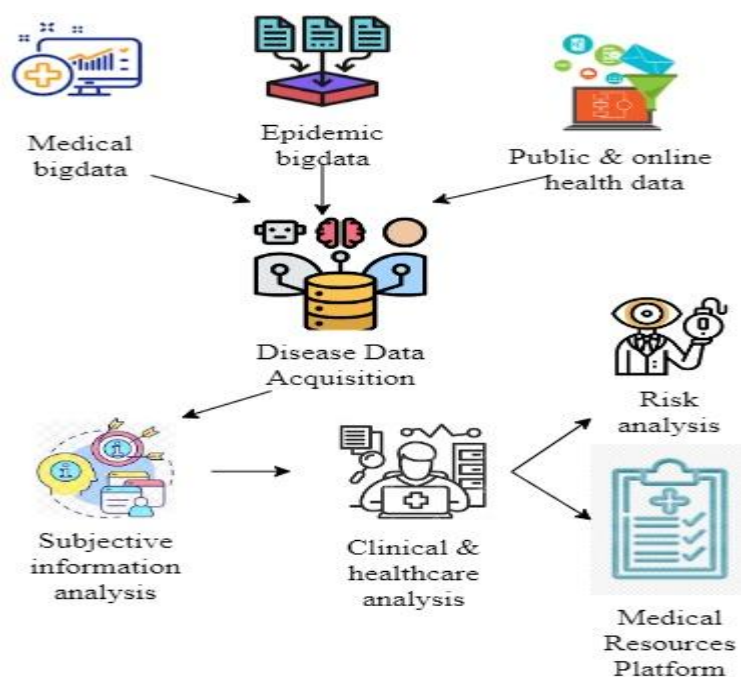 Medical
bigdata
Epidemic
bigdata
Public & online
health data
Disease Data
Acquisition
Risk
analysis
Subjective
information
analysis
Clinical &
healthcare
analysis
Medical
Resources
Platform